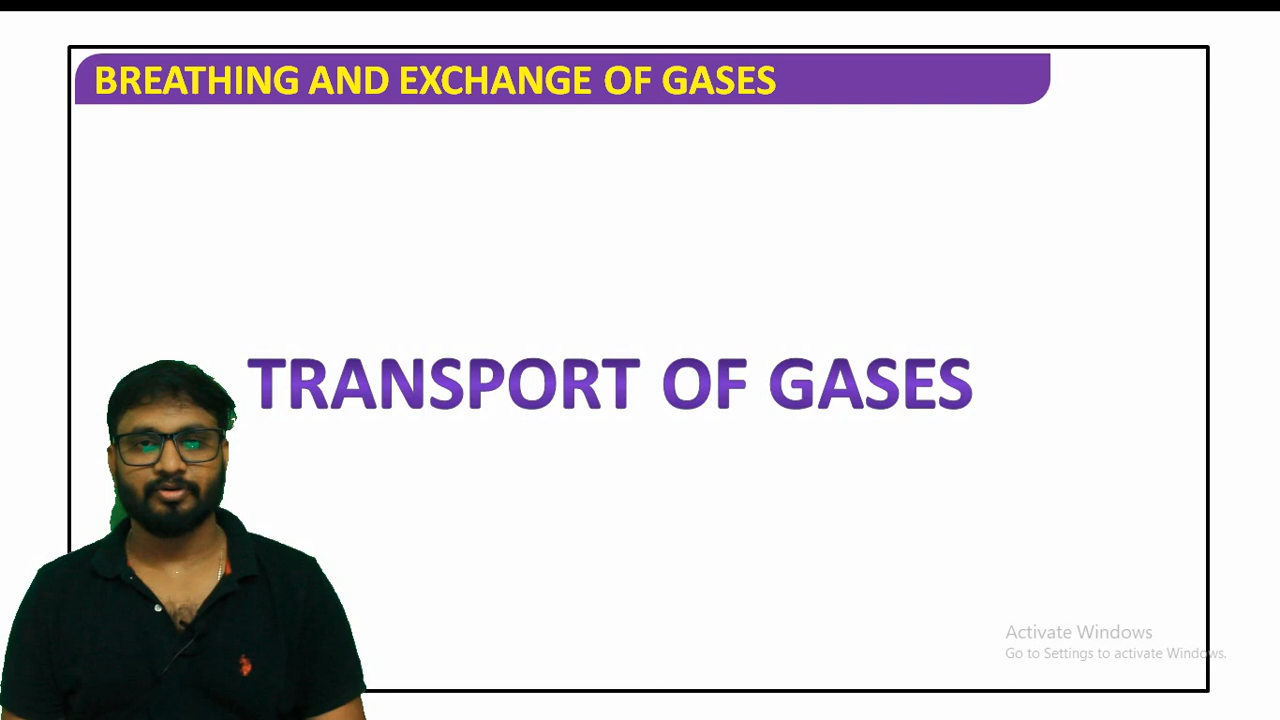 BREATHING AND EXCHANGE OF GASES
TRANSPORT OF GASES
Activate Windows
Go to Settings to activate Windows.